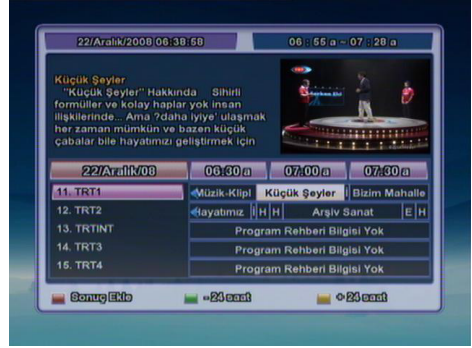 22/Aralık/2008 06:38:58
06 : 55 a ~ 07 : 28 a
Küçük Şeyler
"Küçük Şeyler" Hakkında Sihirli
formüller ve kolay haplar yok insan
ilişkilerinde... Ama ?daha iyiye' ulaşmak
her zaman mümkün ve bazen küçük
çabalar bile hayatımızı geliştirmek için
22/Aralık/08 06:30 a 07:00 a 07:30 a
11. TRT1 Müzik-Klipl Küçük Şeyler Bizim Mahalle
12. TRT2 Hayatımız H H Arşiv Sanat E H
13. TRTINT Program Rehberi Bilgisi Yok
14. TRT3 Program Rehberi Bilgisi Yok
15. TRT4 Program Rehberi Bilgisi Yok
Sonuç Ekle - 24 saat + 24 saat